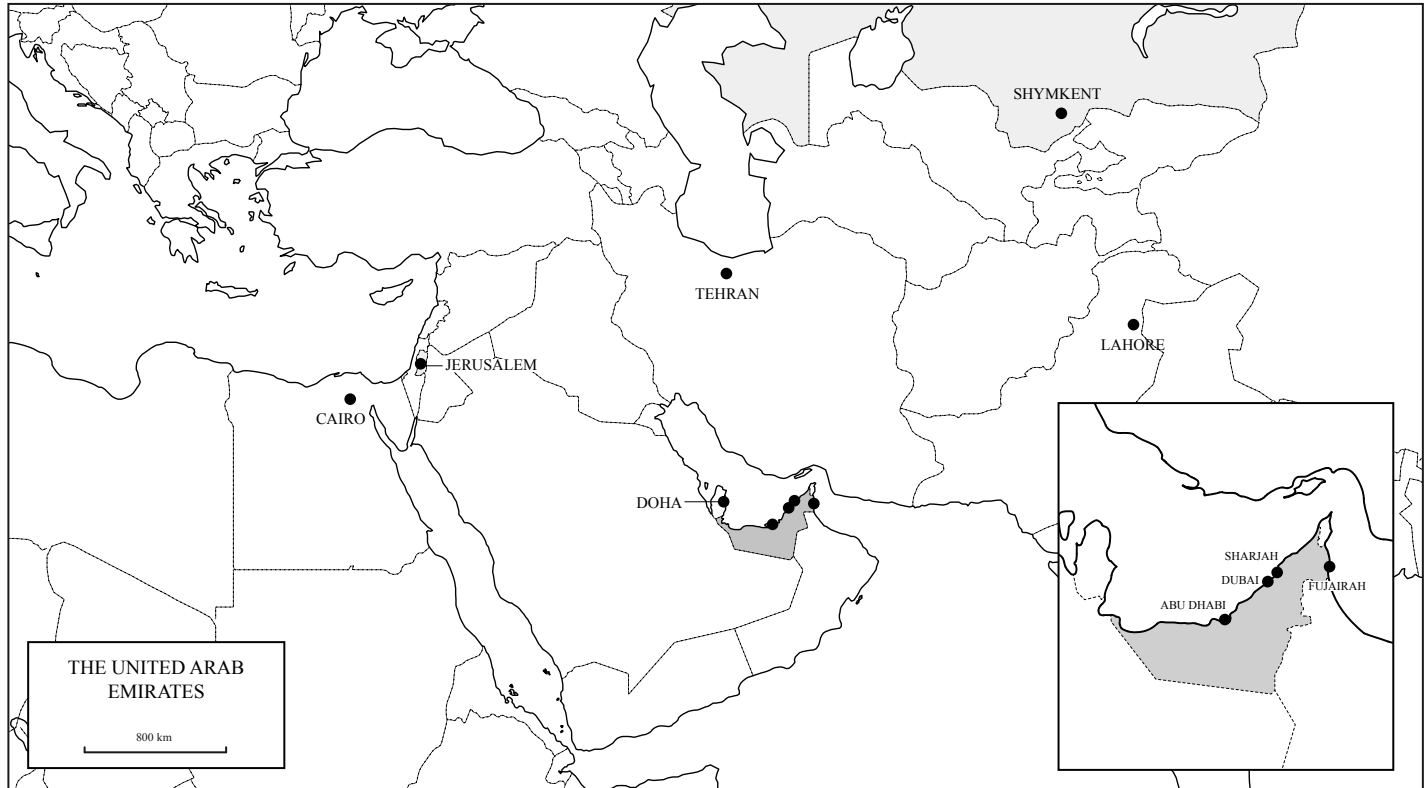 SHYMKENT
TEHRAN
LAHORE
JERUSALEM
CAIRO
DOHA
SHARJAH
DUBAI
FUJAIRAH
ABU DHABI
THE UNITED ARAB
EMIRATES
800 km